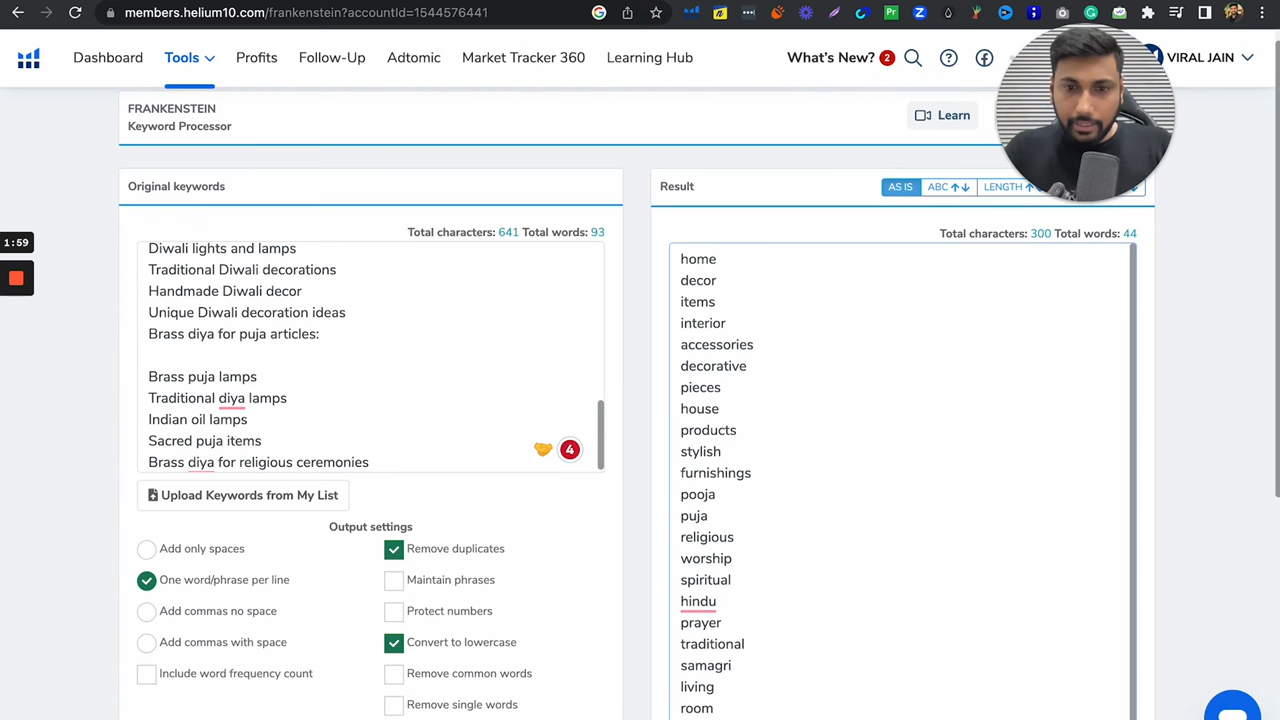 members.helium10.com/frankenstein?accountId=1544576441
Dashboard
Tools
Profits
Follow-Up
Adtomic
Market Tracker 360
Learning Hub
What's New? 2
VIRAL JAIN
FRANKENSTEIN
Keyword Processor
Learn
Original keywords
Total characters: 641 Total words: 93
Diwali lights and lamps
Traditional Diwali decorations
Handmade Diwali decor
Unique Diwali decoration ideas
Brass diya for puja articles:
Brass puja lamps
Traditional diya lamps
Indian oil lamps
Sacred puja items
Brass diya for religious ceremonies
4
1:59
Upload Keywords from My List
Output settings
Add only spaces
One word/phrase per line
Add commas no space
Add commas with space
Include word frequency count
Remove duplicates
Maintain phrases
Protect numbers
Convert to lowercase
Remove common words
Remove single words
Result
AS IS
ABC
LENGTH
Total characters: 300 Total words: 44
home
decor
items
interior
accessories
decorative
pieces
house
products
stylish
furnishings
pooja
puja
religious
worship
spiritual
hindu
prayer
traditional
samagri
living
room